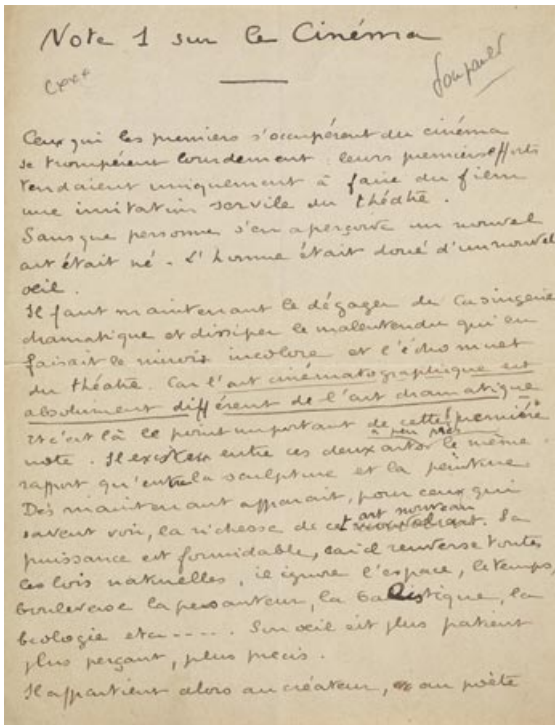 Note 1 sur le Cinéma
Soupault
Ceux qui les premiers s'occupèrent du cinéma
se trompèrent lourdement : leurs premiers efforts
tendaient uniquement à faire du film
une imitation servile du théâtre.
Sans que personne s'en aperçoive un nouvel
art était né - L'homme était doué d'un nouvel
oeil.
Il faut maintenant le dégager de la singerie
dramatique et dissiper le malentendu qui en
faisait le miroir incolore et l'écho muet
du théâtre. Car l'art cinématographique est
absolument différent de l'art dramatique
et c'est là le point important de cette première
à peu près
note. Il existe entre ces deux arts le même
rapport qu'entre la sculpture et la peinture
Dès maintenant apparait, pour ceux qui
art nouveau
savent voir, la richesse de cet Sa
puissance est formidable, car il renverse toutes
les lois naturelles, il ignore l'espace, le temps,
bouleverse la pesanteur, la balistique, la
biologie etc - - - - . Son oeil est plus patient
plus perçant, plus précis.
Il appartient alors au créateur, au poète